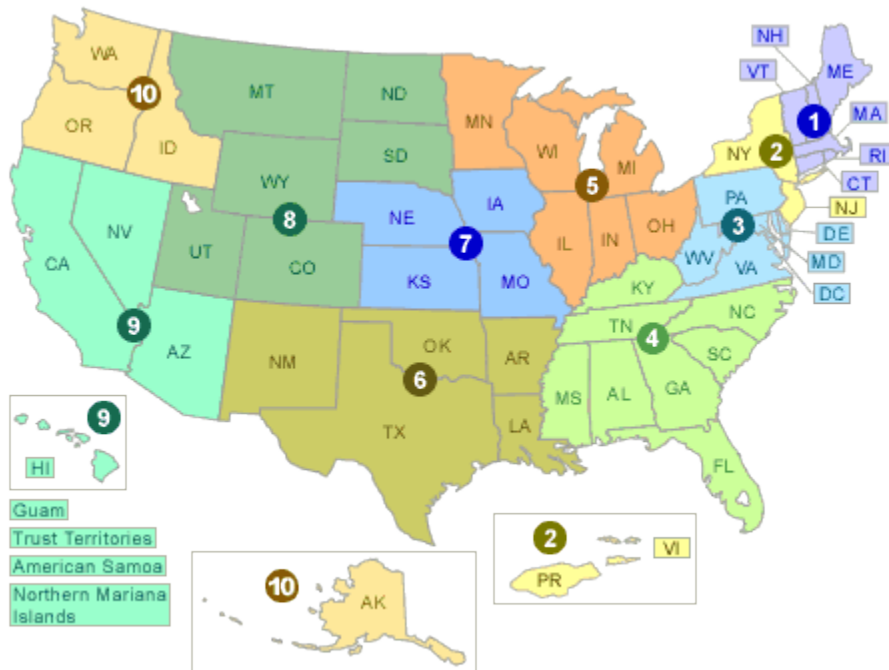 WA
MT
ND
MN
NH
VT
ME
10
OR
ID
SD
WI
MI
NY
2
1
MA
RI
CT
WY
8
NE
IA
5
PA
3
NJ
DE
MD
DC
NV
UT
CO
7
IL
IN
OH
WV
VA
CA
KS
MO
KY
NC
9
AZ
NM
OK
AR
TN
4
SC
6
MS
AL
GA
TX
LA
FL
9
HI
Guam
Trust Territories
American Samoa
Northern Mariana
Islands
10
AK
2
PR
VI